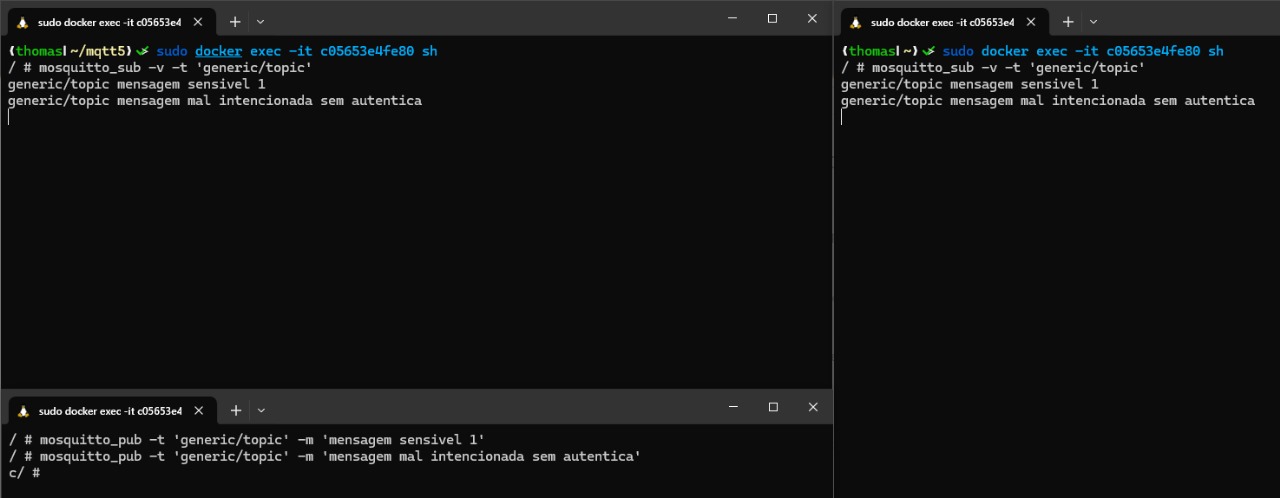 sudo docker exec -it c05653e4
(thomas|~/mqtt5) sudo docker exec -it c05653e4fe80 sh
/ # mosquitto_sub -v -t 'generic/topic'
generic/topic mensagem sensivel 1
generic/topic mensagem mal intencionada sem autentica
sudo docker exec -it c05653e4
/ # mosquitto_pub -t 'generic/topic' -m 'mensagem sensivel 1'
/ # mosquitto_pub -t 'generic/topic' -m 'mensagem mal intencionada sem autentica'
c/ #
sudo docker exec -it c05653e4
(thomas|~) sudo docker exec -it c05653e4fe80 sh
/ # mosquitto_sub -v -t 'generic/topic'
generic/topic mensagem sensivel 1
generic/topic mensagem mal intencionada sem autentica